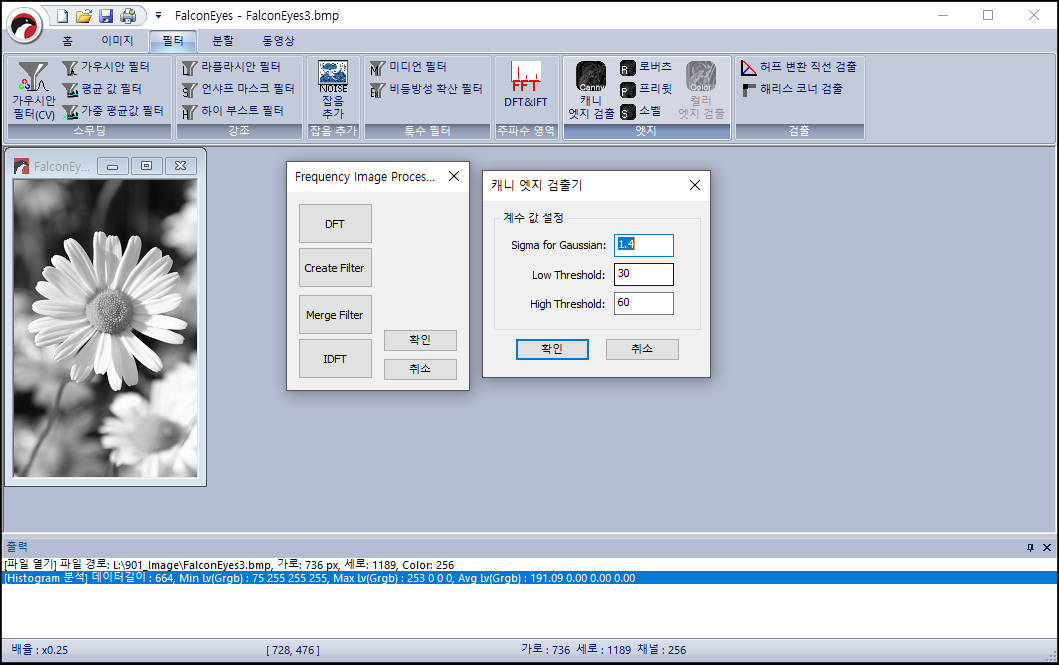 FalconEyes - FalconEyes3.bmp
홈 이미지 필터 분할 동영상
가우시안 필터(CV)
가우시안 필터
평균 값 필터
가중 평균값 필터
스무딩
라플라시안 필터
언샤프 마스크 필터
하이 부스트 필터
강조
NOISE
잡음 추가
잡음 추가
M 미디언 필터
비등방성 확산 필터
특수 필터
FFT
DFT&IFT
주파수 영역
Canny
캐니 엣지 검출
R 로버츠
P 프리윗
S 소벨
Color
컬러 엣지 검출
엣지
허프 변환 직선 검출
해리스 코너 검출
검출
FalconEy...
Frequency Image Proces...
DFT
Create Filter
Merge Filter
IDFT
확인
취소
캐니 엣지 검출기
계수 값 설정
Sigma for Gaussian: 1.4
Low Threshold: 30
High Threshold: 60
확인 취소
출력
[파일 열기] 파일 경로: L:\901_Image\FalconEyes3.bmp, 가로: 736 px, 세로: 1189, Color: 256
[Histogram 분석] 데이터길이 : 664, Min Lv(Grgb) : 75 255 255 255, Max Lv(Grgb) : 253 0 0 0, Avg Lv(Grgb) : 191.09 0.00 0.00 0.00
배율 : x0.25 [ 728, 476 ] 가로 : 736 세로 : 1189 채널 : 256